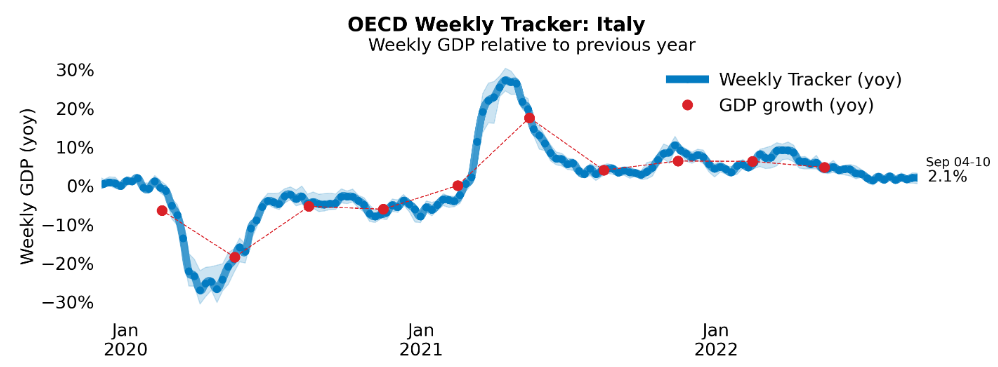 OECD Weekly Tracker: Italy
Weekly GDP relative to previous year
Weekly GDP (yoy)
30%
20%
10%
0%
−10%
−20%
−30%
Weekly Tracker (yoy)
GDP growth (yoy)
Sep 04-10
2.1%
Jan
2020
Jan
2021
Jan
2022